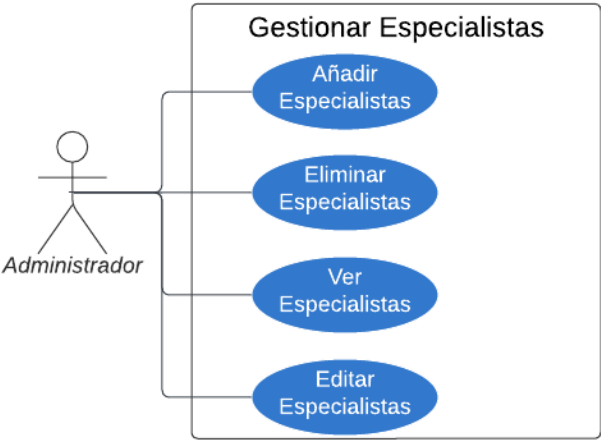 Gestionar Especialistas
Añadir
Especialistas
Eliminar
Especialistas
Administrador
Ver
Especialistas
Editar
Especialistas